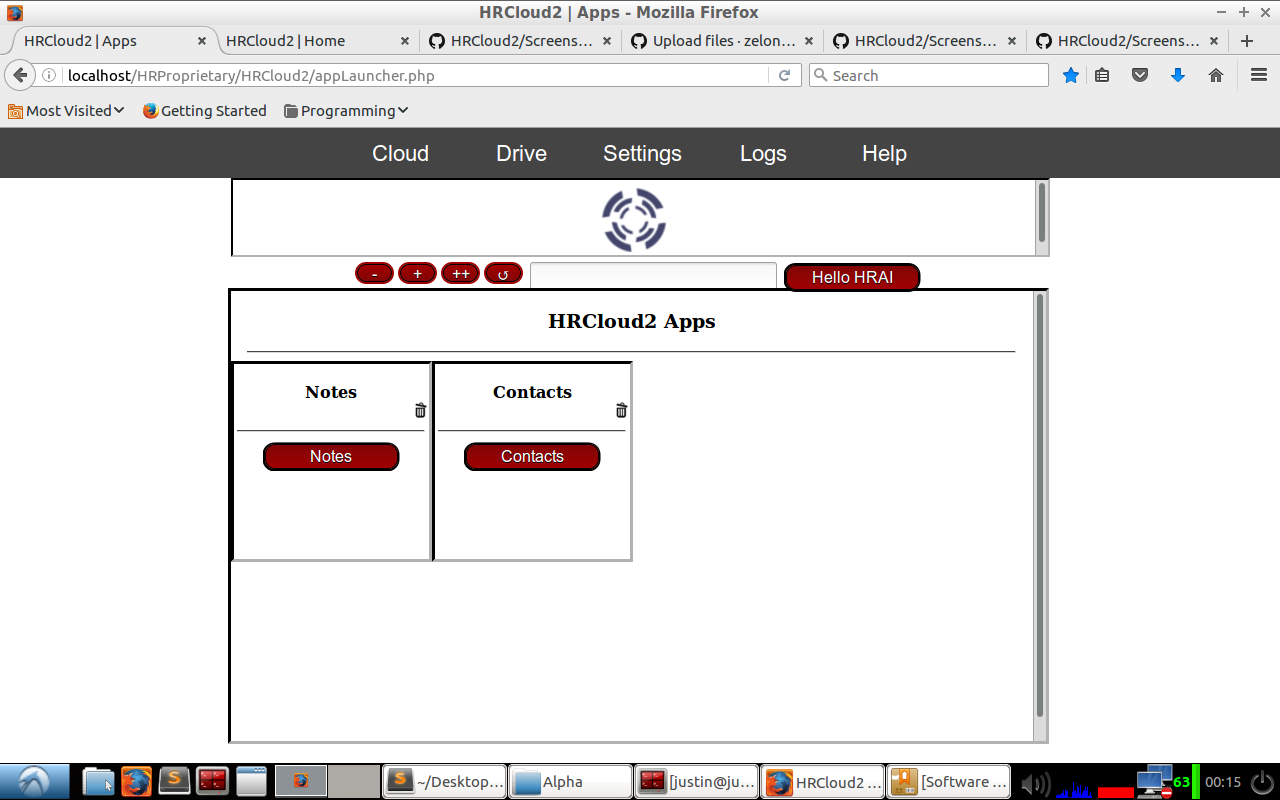 HRCloud2 | Apps - Mozilla Firefox
HRCloud2 | Apps
HRCloud2 | Home
HRCloud2/Screens...
Upload files · zelon...
HRCloud2/Screens...
HRCloud2/Screens...
localhost/HRProprietary/HRCloud2/appLauncher.php
Search
Most Visited
Getting Started
Programming
Cloud Drive Settings Logs Help
- + ++ ↺
Hello HRAI
HRCloud2 Apps
Notes
Contacts
Notes
Contacts
~/Desktop...
Alpha
[justin@ju...
HRCloud2 ...
[Software ...
63
00:15